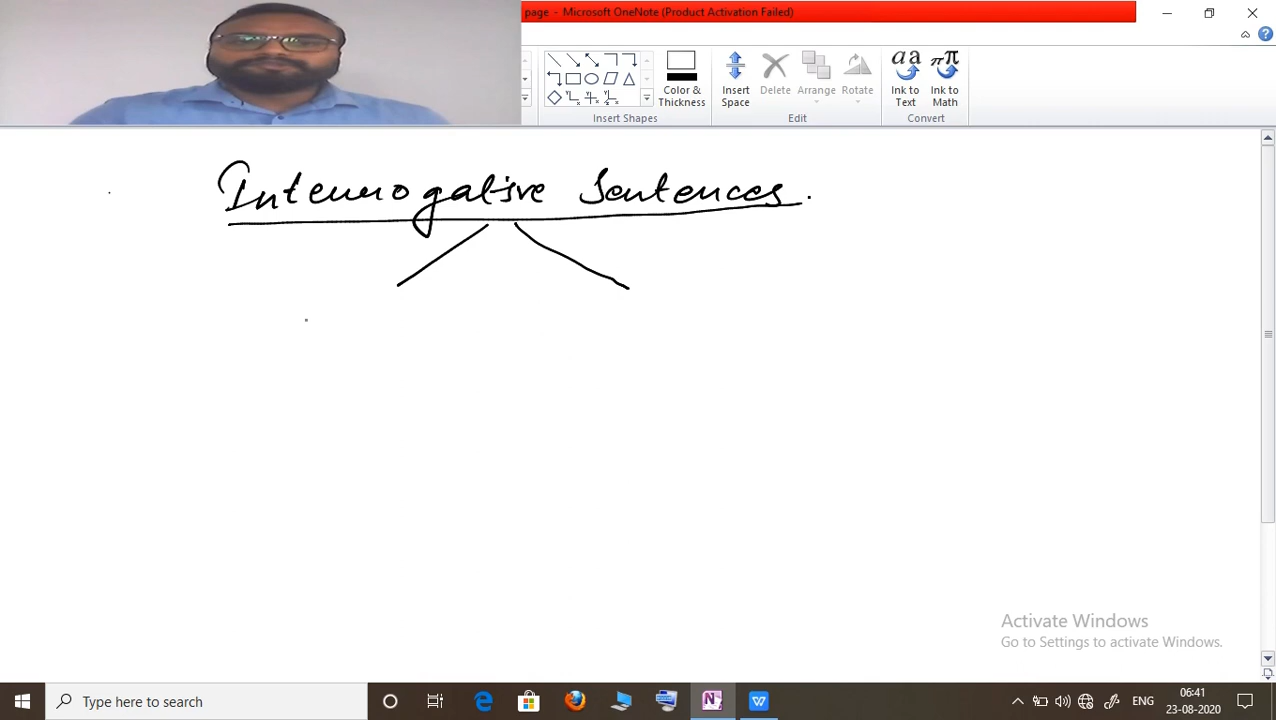 page - Microsoft OneNote (Product Activation Failed)
Color & Thickness
Insert Space
Delete
Arrange
Rotate
Ink to Text
Ink to Math
Insert Shapes
Edit
Convert
Interrogative Sentences.
Activate Windows
Go to Settings to activate Windows.
Type here to search
ENG
06:41
23-08-2020